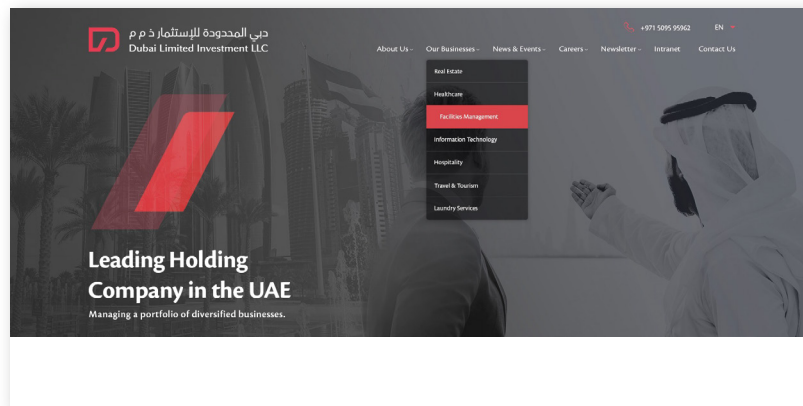 دبي المحدودة للإستثمار ذ م م
Dubai Limited Investment LLC
+971 5095 95962
EN
About Us
Our Businesses
News & Events
Careers
Newsletter
Intranet
Contact Us
Real Estate
Healthcare
Facilities Management
Information Technology
Hospitality
Travel & Tourism
Laundry Services
Leading Holding
Company in the UAE
Managing a portfolio of diversified businesses.